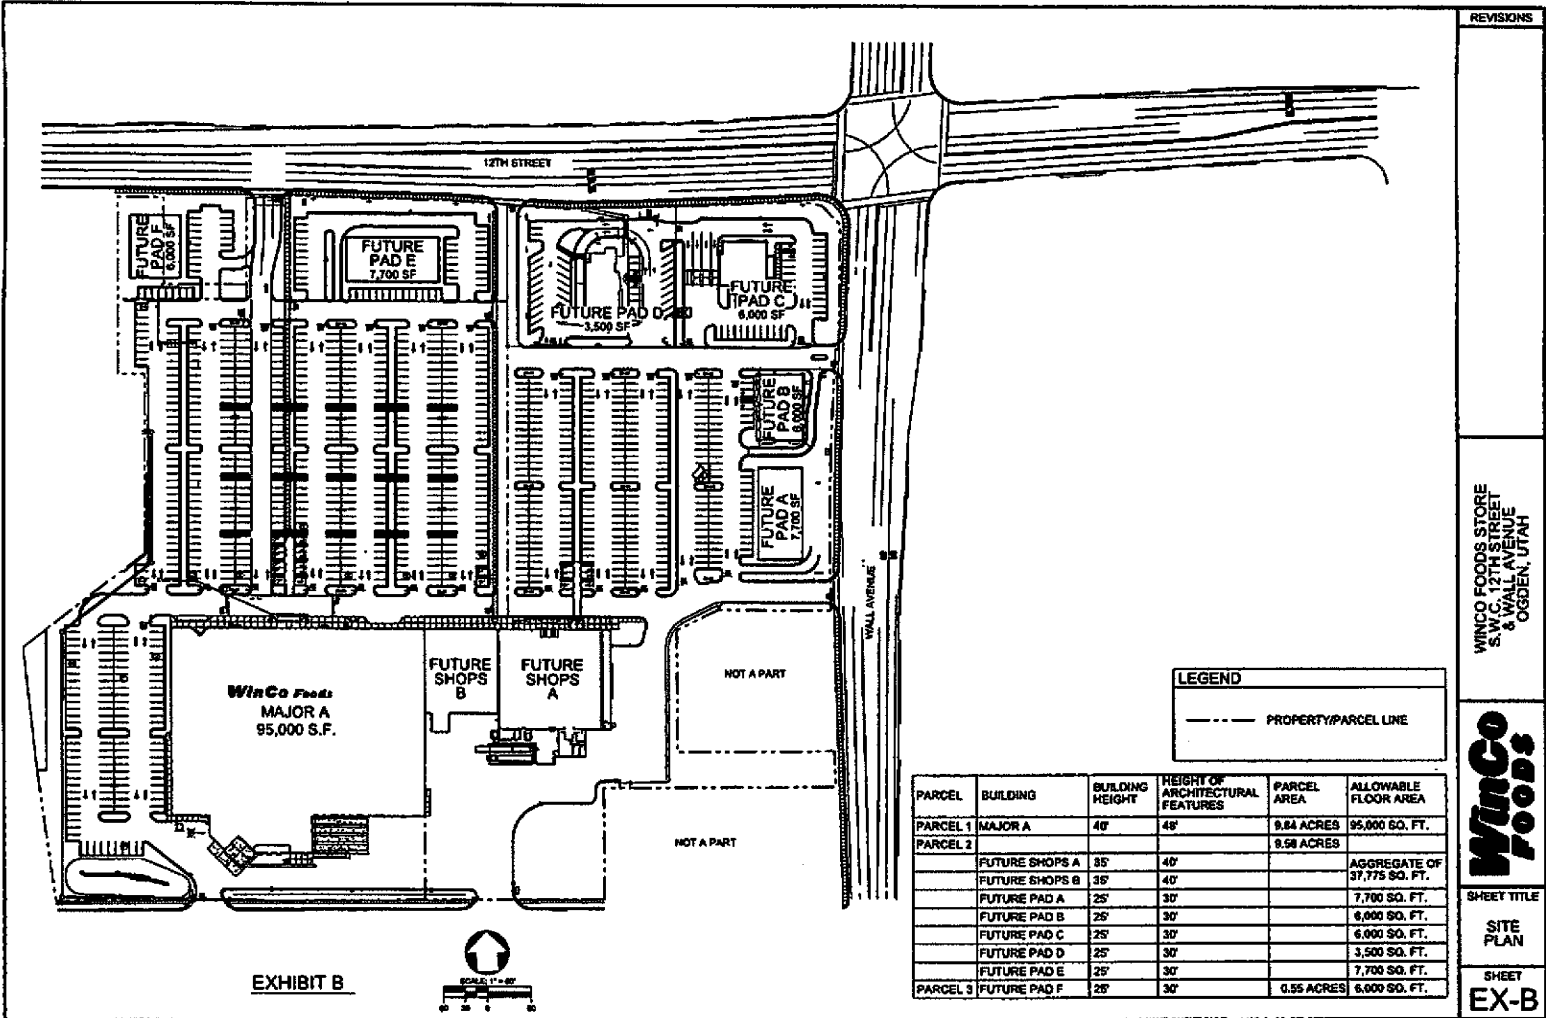 REVISIONS
12TH STREET
FUTURE
PAD F
6,000 SF
FUTURE
PAD E
7,700 SF
FUTURE PAD D
3,500 SF
FUTURE
PAD C
6,000 SF
FUTURE
PAD B
6,000 SF
FUTURE
PAD A
7,700 SF
WALL AVENUE
WINCO FOODS STORE
S.W.C. 12TH STREET
& WALL AVENUE
OGDEN, UTAH
WinCo Foods
MAJOR A
95,000 S.F.
FUTURE
SHOPS
B
FUTURE
SHOPS
A
NOT A PART
NOT A PART
LEGEND
PROPERTY/PARCEL LINE
PARCEL BUILDING BUILDING HEIGHT HEIGHT OF ARCHITECTURAL FEATURES PARCEL AREA ALLOWABLE FLOOR AREA
PARCEL 1 MAJOR A 40' 48' 9.84 ACRES 95,000 SQ. FT.
PARCEL 2 9.58 ACRES
FUTURE SHOPS A 35' 40' AGGREGATE OF
FUTURE SHOPS B 35' 40' 37,775 SQ. FT.
FUTURE PAD A 25' 30' 7,700 SQ. FT.
FUTURE PAD B 25' 30' 6,000 SQ. FT.
FUTURE PAD C 25' 30' 6,000 SQ. FT.
FUTURE PAD D 25' 30' 3,500 SQ. FT.
FUTURE PAD E 25' 30' 7,700 SQ. FT.
PARCEL 3 FUTURE PAD F 25' 30' 0.55 ACRES 6,000 SQ. FT.
WinCo
FOODS
SHEET TITLE
SITE
PLAN
SHEET
EX-B
EXHIBIT B
SCALE: 1" = 60'